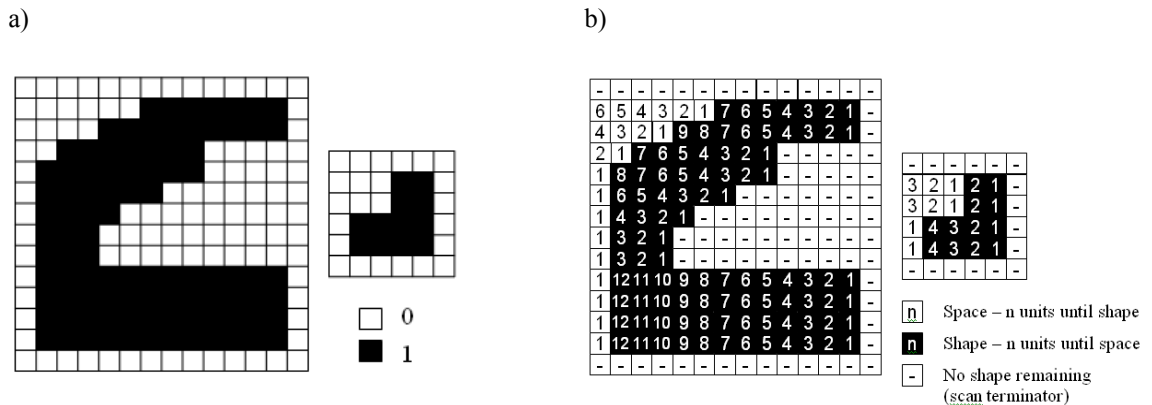 a)
b)
0
1
- - - - - - - - - - - - - -
6 5 4 3 2 1 7 6 5 4 3 2 1 -
4 3 2 1 9 8 7 6 5 4 3 2 1 -
2 1 7 6 5 4 3 2 1 - - - - -
1 8 7 6 5 4 3 2 1 - - - - -
1 6 5 4 3 2 1 - - - - - - -
1 4 3 2 1 - - - - - - - - -
1 3 2 1 - - - - - - - - - -
1 3 2 1 - - - - - - - - - -
1 12 11 10 9 8 7 6 5 4 3 2 1 -
1 12 11 10 9 8 7 6 5 4 3 2 1 -
1 12 11 10 9 8 7 6 5 4 3 2 1 -
1 12 11 10 9 8 7 6 5 4 3 2 1 -
- - - - - - - - - - - - - -
- - - - - -
3 2 1 2 1 -
3 2 1 2 1 -
1 4 3 2 1 -
1 4 3 2 1 -
- - - - - -
n Space – n units until shape
n Shape – n units until space
- No shape remaining
(scan terminator)